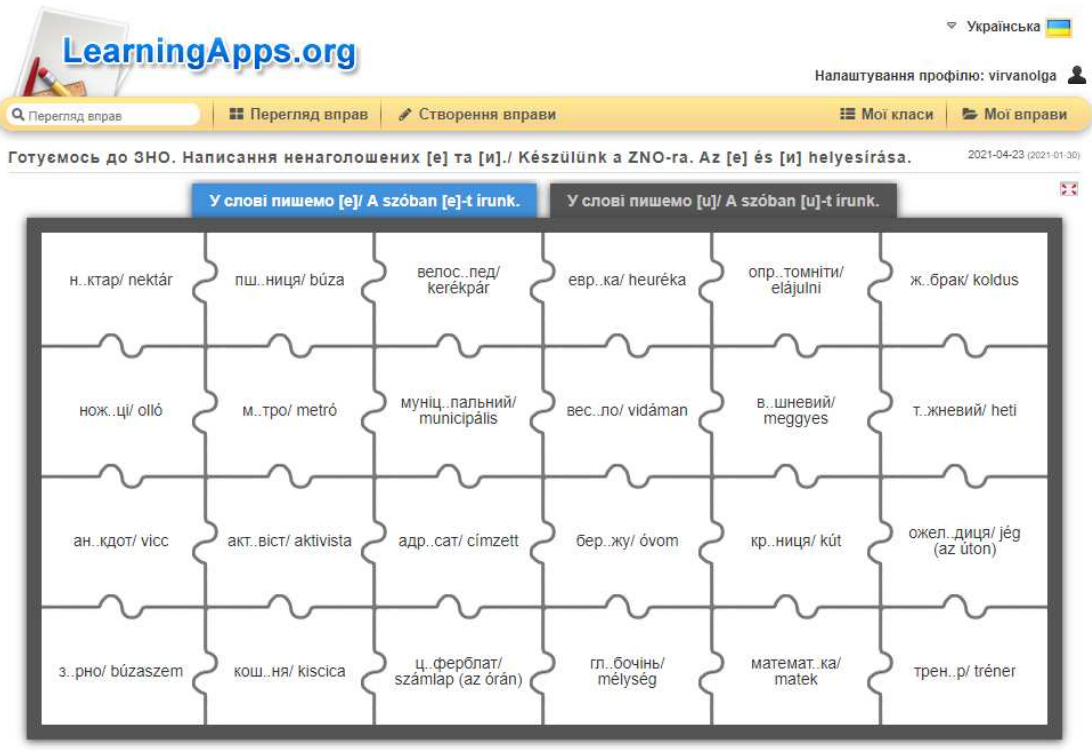 Українська
LearningApps.org
Налаштування профілю: virvanolga
Перегляд вправ
Перегляд вправ
Створення вправи
Мої класи
Мої вправи
Готуємось до ЗНО. Написання ненаголошених [е] та [и]./ Készülünk a ZNO-ra. Az [е] és [и] helyesírása.
2021-04-23 (2021-01-30)
У слові пишемо [е]/ A szóban [e]-t írunk.
У слові пишемо [u]/ A szóban [u]-t írunk.
н..ктар/ nektár
пш..ниця/ búza
велос..пед/
kerékpár
евр..ка/ heuréka
опр..томніти/
elájulni
ж..брак/ koldus
нож..ці/ olló
м..тро/ metró
муніц..пальний/
municipális
вес..ло/ vidáman
в..шневий/
meggyes
т..жневий/ heti
ан..кдот/ vicc
акт..віст/ aktivista
адр..сат/ címzett
бер..жу/ óvom
кр..ниця/ kút
ожел..диця/ jég
(az úton)
з..рно/ búzaszem
кош..ня/ kiscica
ц..ферблат/
számlap (az órán)
гл..бочінь/
mélység
математ..ка/
matek
трен..р/ tréner